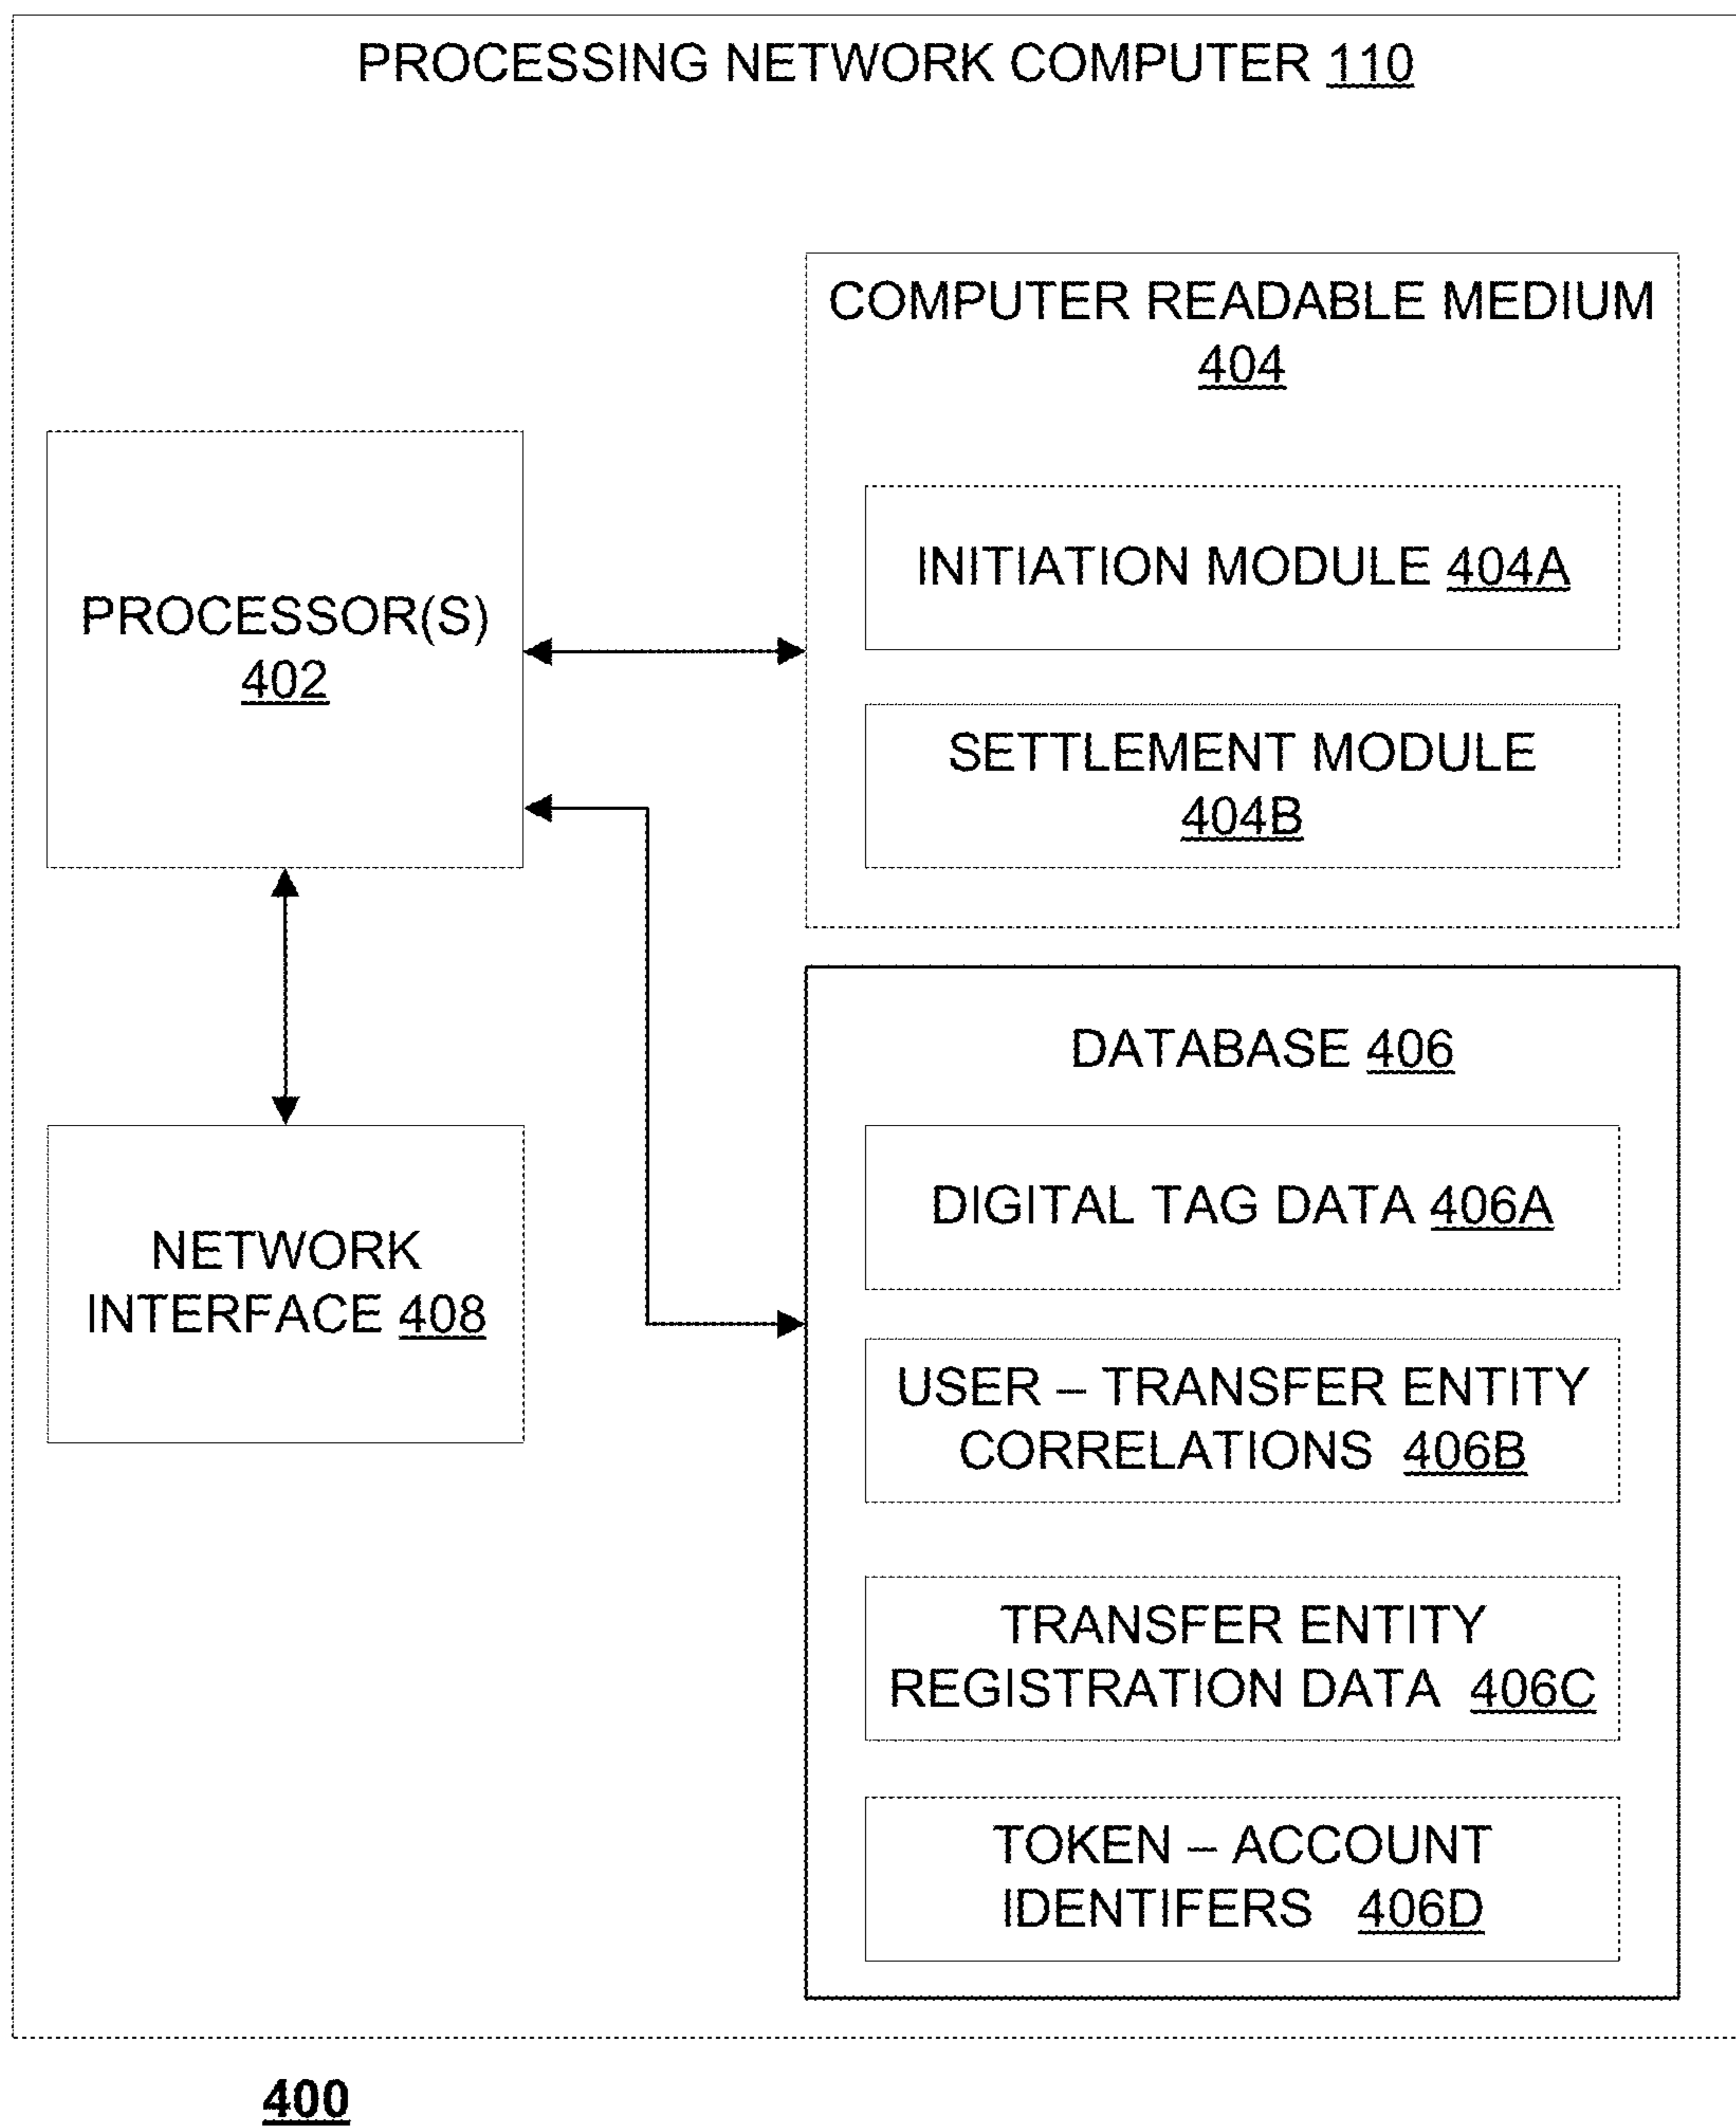 PROCESSING NETWORK COMPUTER 110
COMPUTER READABLE MEDIUM
404
INITIATION MODULE 404A
SETTLEMENT MODULE
404B
PROCESSOR(S)
402
NETWORK
INTERFACE 408
DATABASE 406
DIGITAL TAG DATA 406A
USER – TRANSFER ENTITY
CORRELATIONS 406B
TRANSFER ENTITY
REGISTRATION DATA 406C
TOKEN – ACCOUNT
IDENTIFERS 406D
400